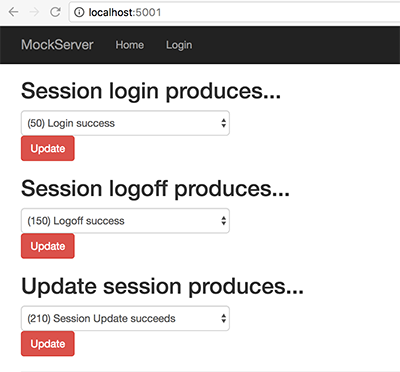 localhost:5001
MockServer Home Login
Session login produces...
(50) Login success
Update
Session logoff produces...
(150) Logoff success
Update
Update session produces...
(210) Session Update succeeds
Update